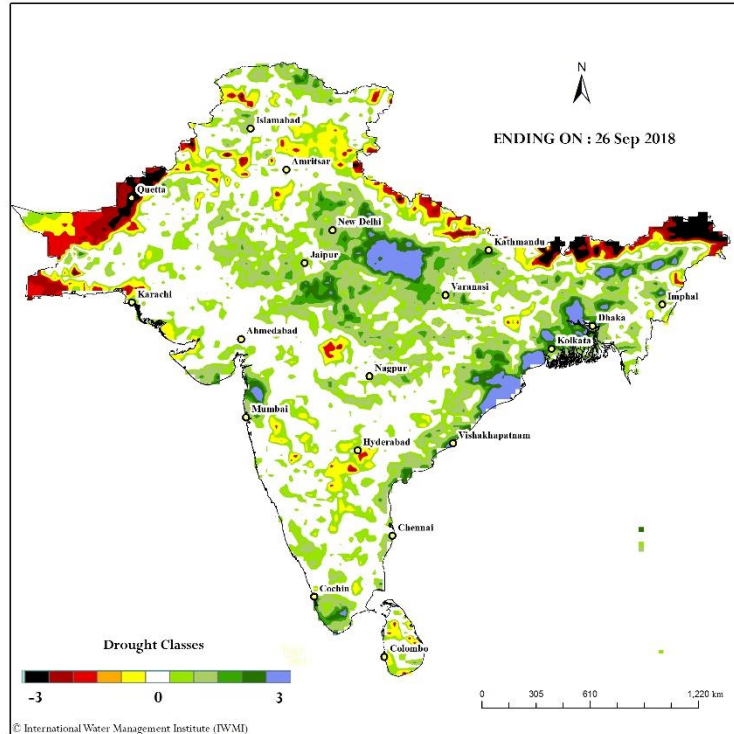 N
ENDING ON : 26 Sep 2018
Islamabad
Amritsar
Quetta
New Delhi
Kathmandu
Jaipur
Varanasi
Imphal
Karachi
Dhaka
Ahmedabad
Kolkata
Nagpur
Mumbai
Hyderabad
Vishakhapatnam
Chennai
Cochin
Colombo
Drought Classes
-3 0 3
0 305 610 1,220 km
© International Water Management Institute (IWMI)